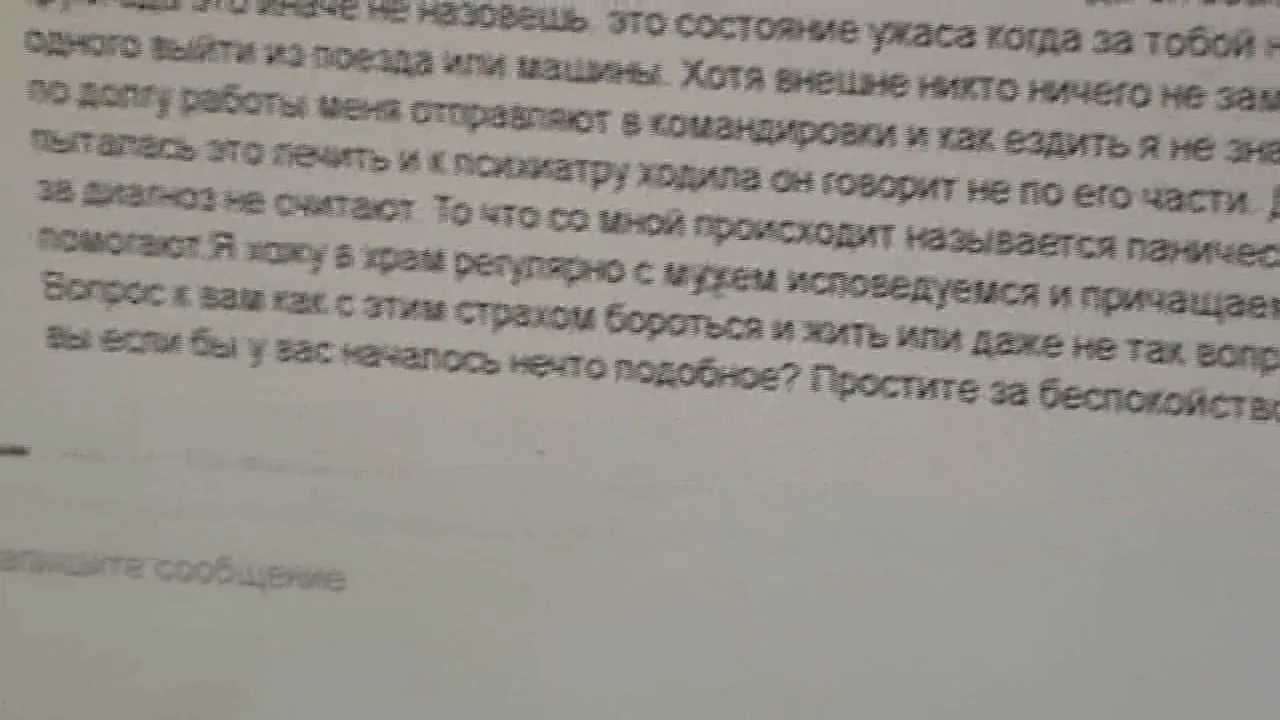 это иначе не назовешь. это состояние ужаса когда за тобой
одного выйти из поезда или машины. Хотя внешне никто ничего не зам
по долгу работы меня отправляют в командировки и как ездить я не зна
пыталась это лечить и к психиатру ходила он говорит не по его части.
за диагноз не считают. То что со мной происходит называется паничес
помогают.Я хожу в храм регулярно с мужем исповедуемся и причащаем
Вопрос к вам как с этим страхом бороться и жить или даже не так вопр
вы если бы у вас началось нечто подобное? Простите за беспокойств
апишите сообщение